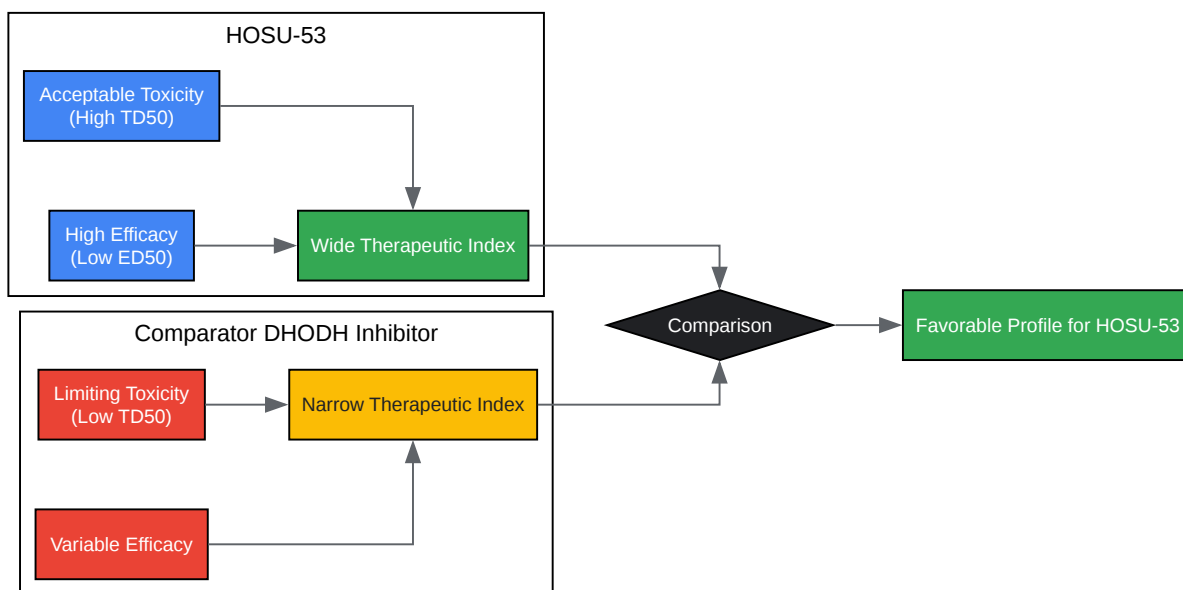 HOSU-53
Acceptable Toxicity
(High TD50)
High Efficacy
(Low ED50)
Wide Therapeutic Index
Comparator DHODH Inhibitor
Limiting Toxicity
(Low TD50)
Narrow Therapeutic Index
Variable Efficacy
Comparison
Favorable Profile for HOSU-53